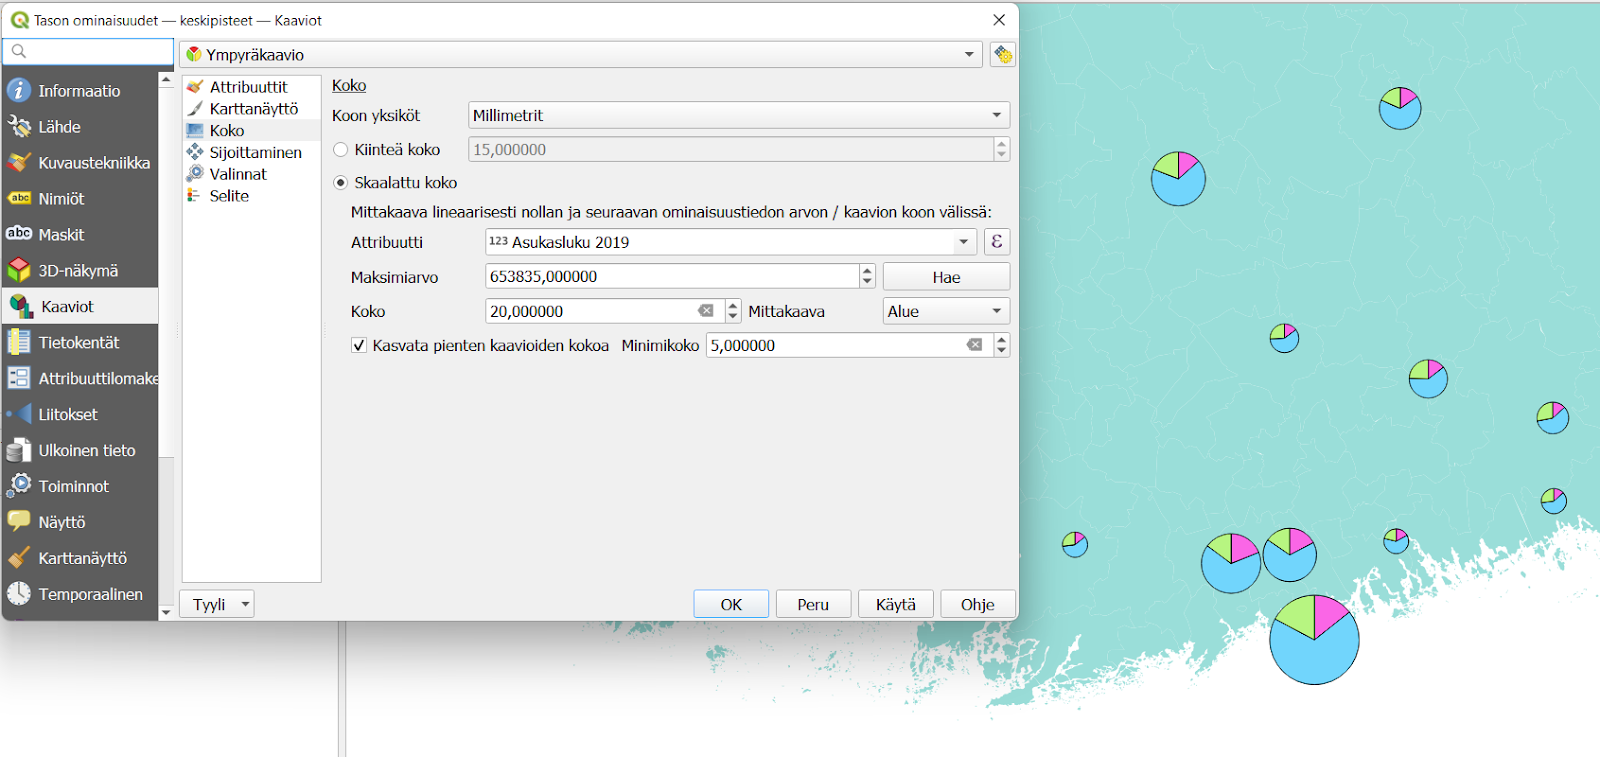 Tason ominaisuudet — keskipisteet — Kaaviot
Ympyräkaavio
Informaatio
Lähde
Kuvaustekniikka
abc Nimiöt
abc Maskit
3D-näkymä
Kaaviot
Tietokentät
Attribuuttilomake
Liitokset
Ulkoinen tieto
Toiminnot
Näyttö
Karttanäyttö
Temporaalinen
Attribuutit
Karttanäyttö
Koko
Sijoittaminen
Valinnat
Selite
Koko
Koon yksiköt Millimetrit
Kiinteä koko 15,000000
Skaalattu koko
Mittakaava lineaarisesti nollan ja seuraavan ominaisuustiedon arvon / kaavion koon välissä:
Attribuutti 123 Asukasluku 2019 ε
Maksimiarvo 653835,000000 Hae
Koko 20,000000 Mittakaava Alue
Kasvata pienten kaavioiden kokoa Minimikoko 5,000000
Tyyli OK Peru Käytä Ohje